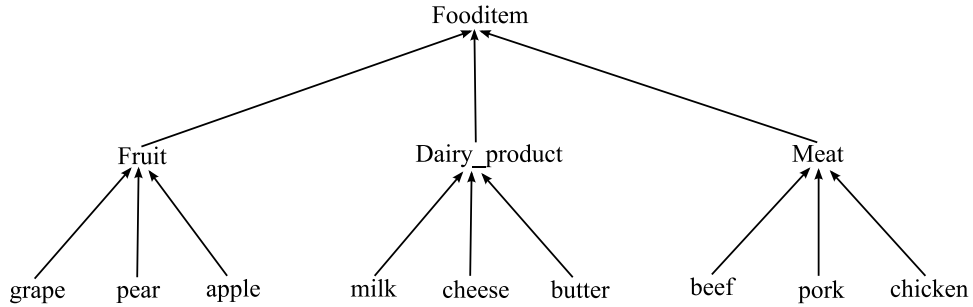 Fooditem
Fruit Dairy_product Meat
grape pear apple milk cheese butter beef pork chicken